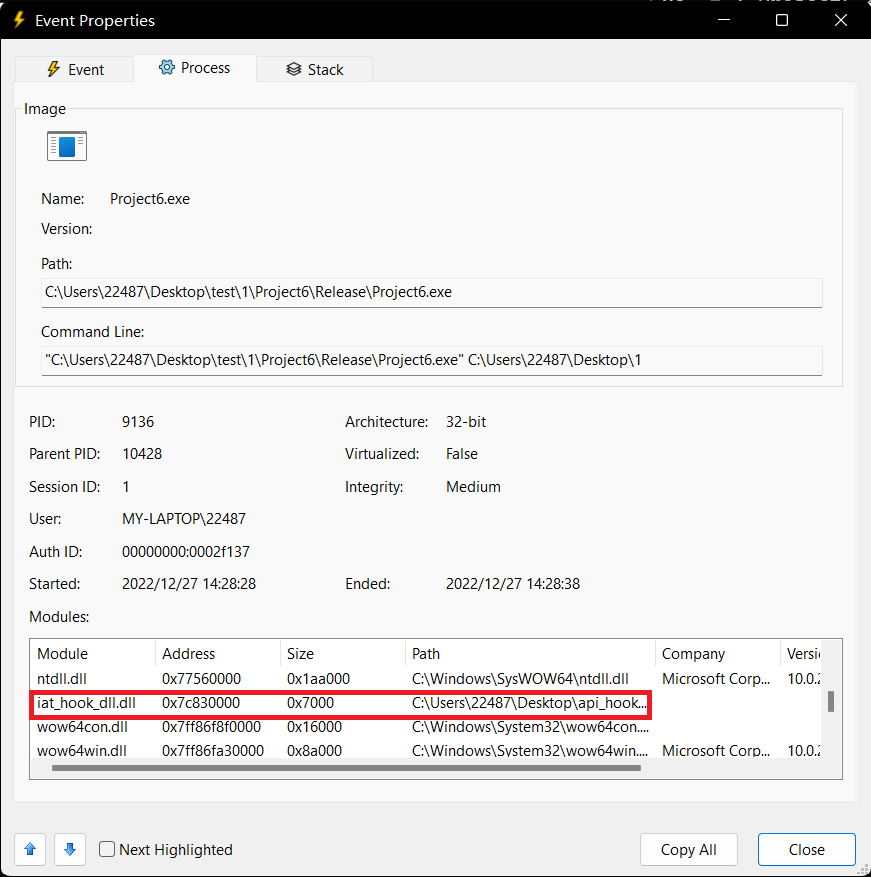 Event Properties
Event Process Stack
Image
Name: Project6.exe
Version:
Path:
C:\Users\22487\Desktop\test\1\Project6\Release\Project6.exe
Command Line:
"C:\Users\22487\Desktop\test\1\Project6\Release\Project6.exe" C:\Users\22487\Desktop\1
PID: 9136 Architecture: 32-bit
Parent PID: 10428 Virtualized: False
Session ID: 1 Integrity: Medium
User: MY-LAPTOP\22487
Auth ID: 00000000:0002f137
Started: 2022/12/27 14:28:28 Ended: 2022/12/27 14:28:38
Modules:
Module Address Size Path Company Versi
ntdll.dll 0x77560000 0x1aa000 C:\Windows\SysWOW64\ntdll.dll Microsoft Corp... 10.0.2
iat_hook_dll.dll 0x7c830000 0x7000 C:\Users\22487\Desktop\api_hook...
wow64con.dll 0x7ff86f8f0000 0x16000 C:\Windows\System32\wow64con....
wow64win.dll 0x7ff86fa30000 0x8a000 C:\Windows\System32\wow64win.... Microsoft Corp... 10.0.2
Next Highlighted Copy All Close